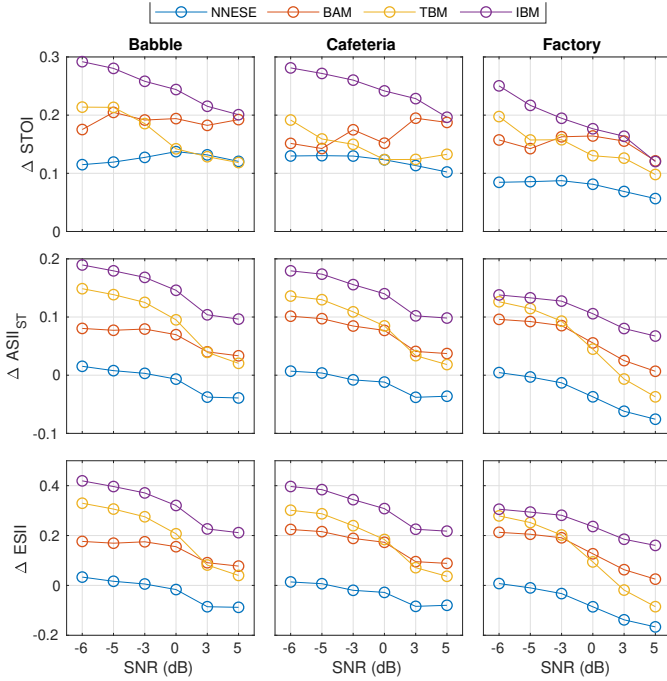 NNESE BAM TBM IBM
Babble Cafeteria Factory
Δ STOI
0.3
0.2
0.1
0
Δ ASII_ST
0.2
0.1
0
-0.1
Δ ESII
0.4
0.2
0
-0.2
-6 -5 -3 0 3 5
-6 -5 -3 0 3 5
-6 -5 -3 0 3 5
SNR (dB) SNR (dB) SNR (dB)